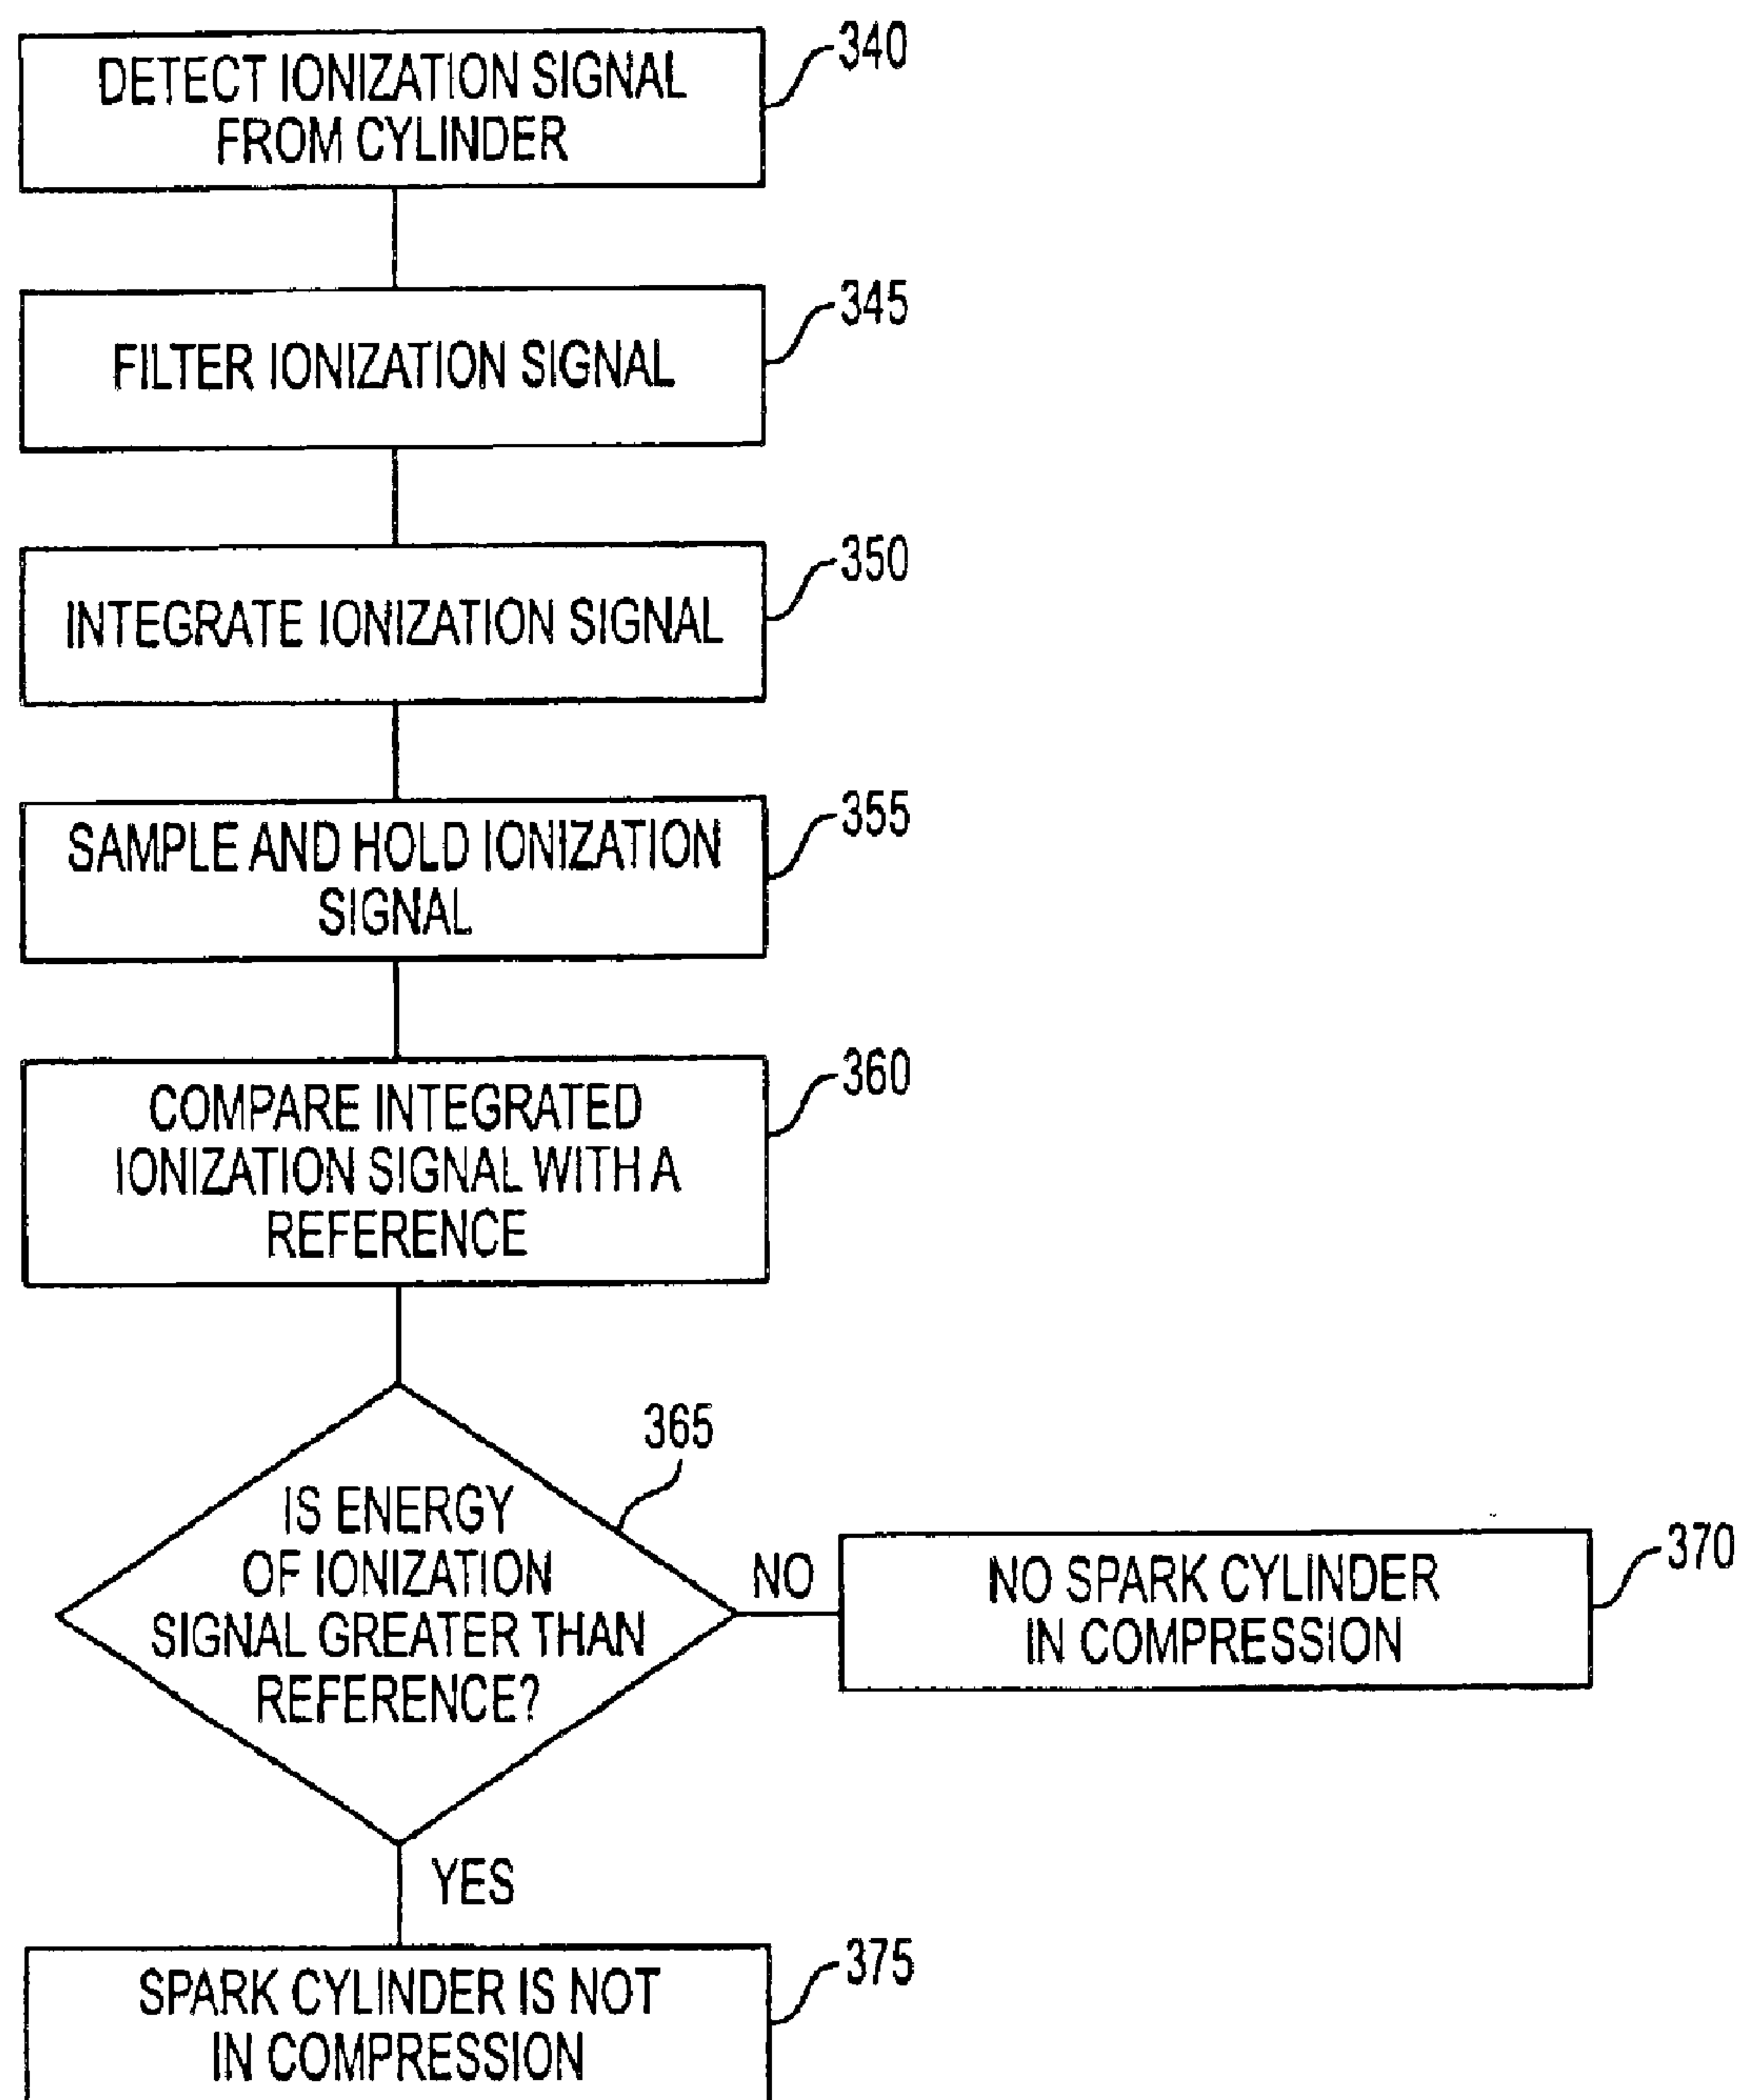 DETECT IONIZATION SIGNAL
FROM CYLINDER
340
FILTER IONIZATION SIGNAL
345
INTEGRATE IONIZATION SIGNAL
350
SAMPLE AND HOLD IONIZATION
SIGNAL
355
COMPARE INTEGRATED
IONIZATION SIGNAL WITH A
REFERENCE
360
365
IS ENERGY
OF IONIZATION
SIGNAL GREATER THAN
REFERENCE?
NO
NO SPARK CYLINDER
IN COMPRESSION
370
YES
SPARK CYLINDER IS NOT
IN COMPRESSION
375